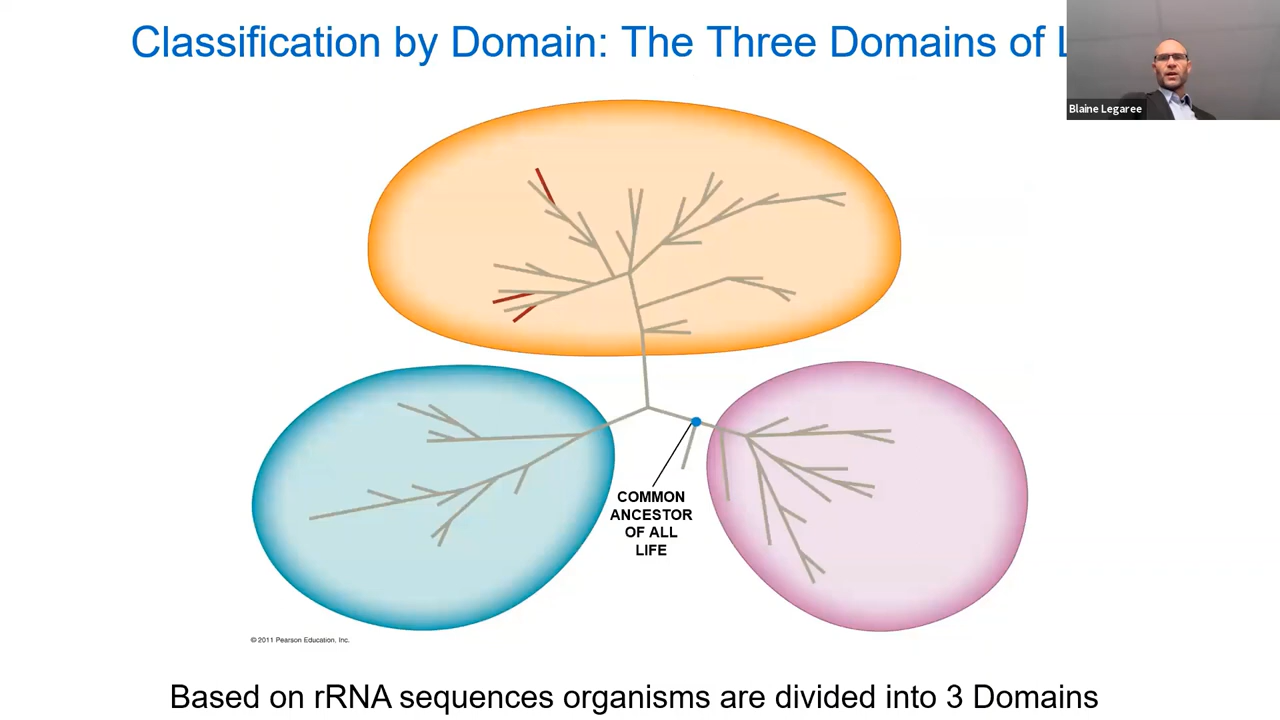 Classification by Domain: The Three Domains of L
Blaine Legaree
COMMON
ANCESTOR
OF ALL
LIFE
© 2011 Pearson Education, Inc.
Based on rRNA sequences organisms are divided into 3 Domains